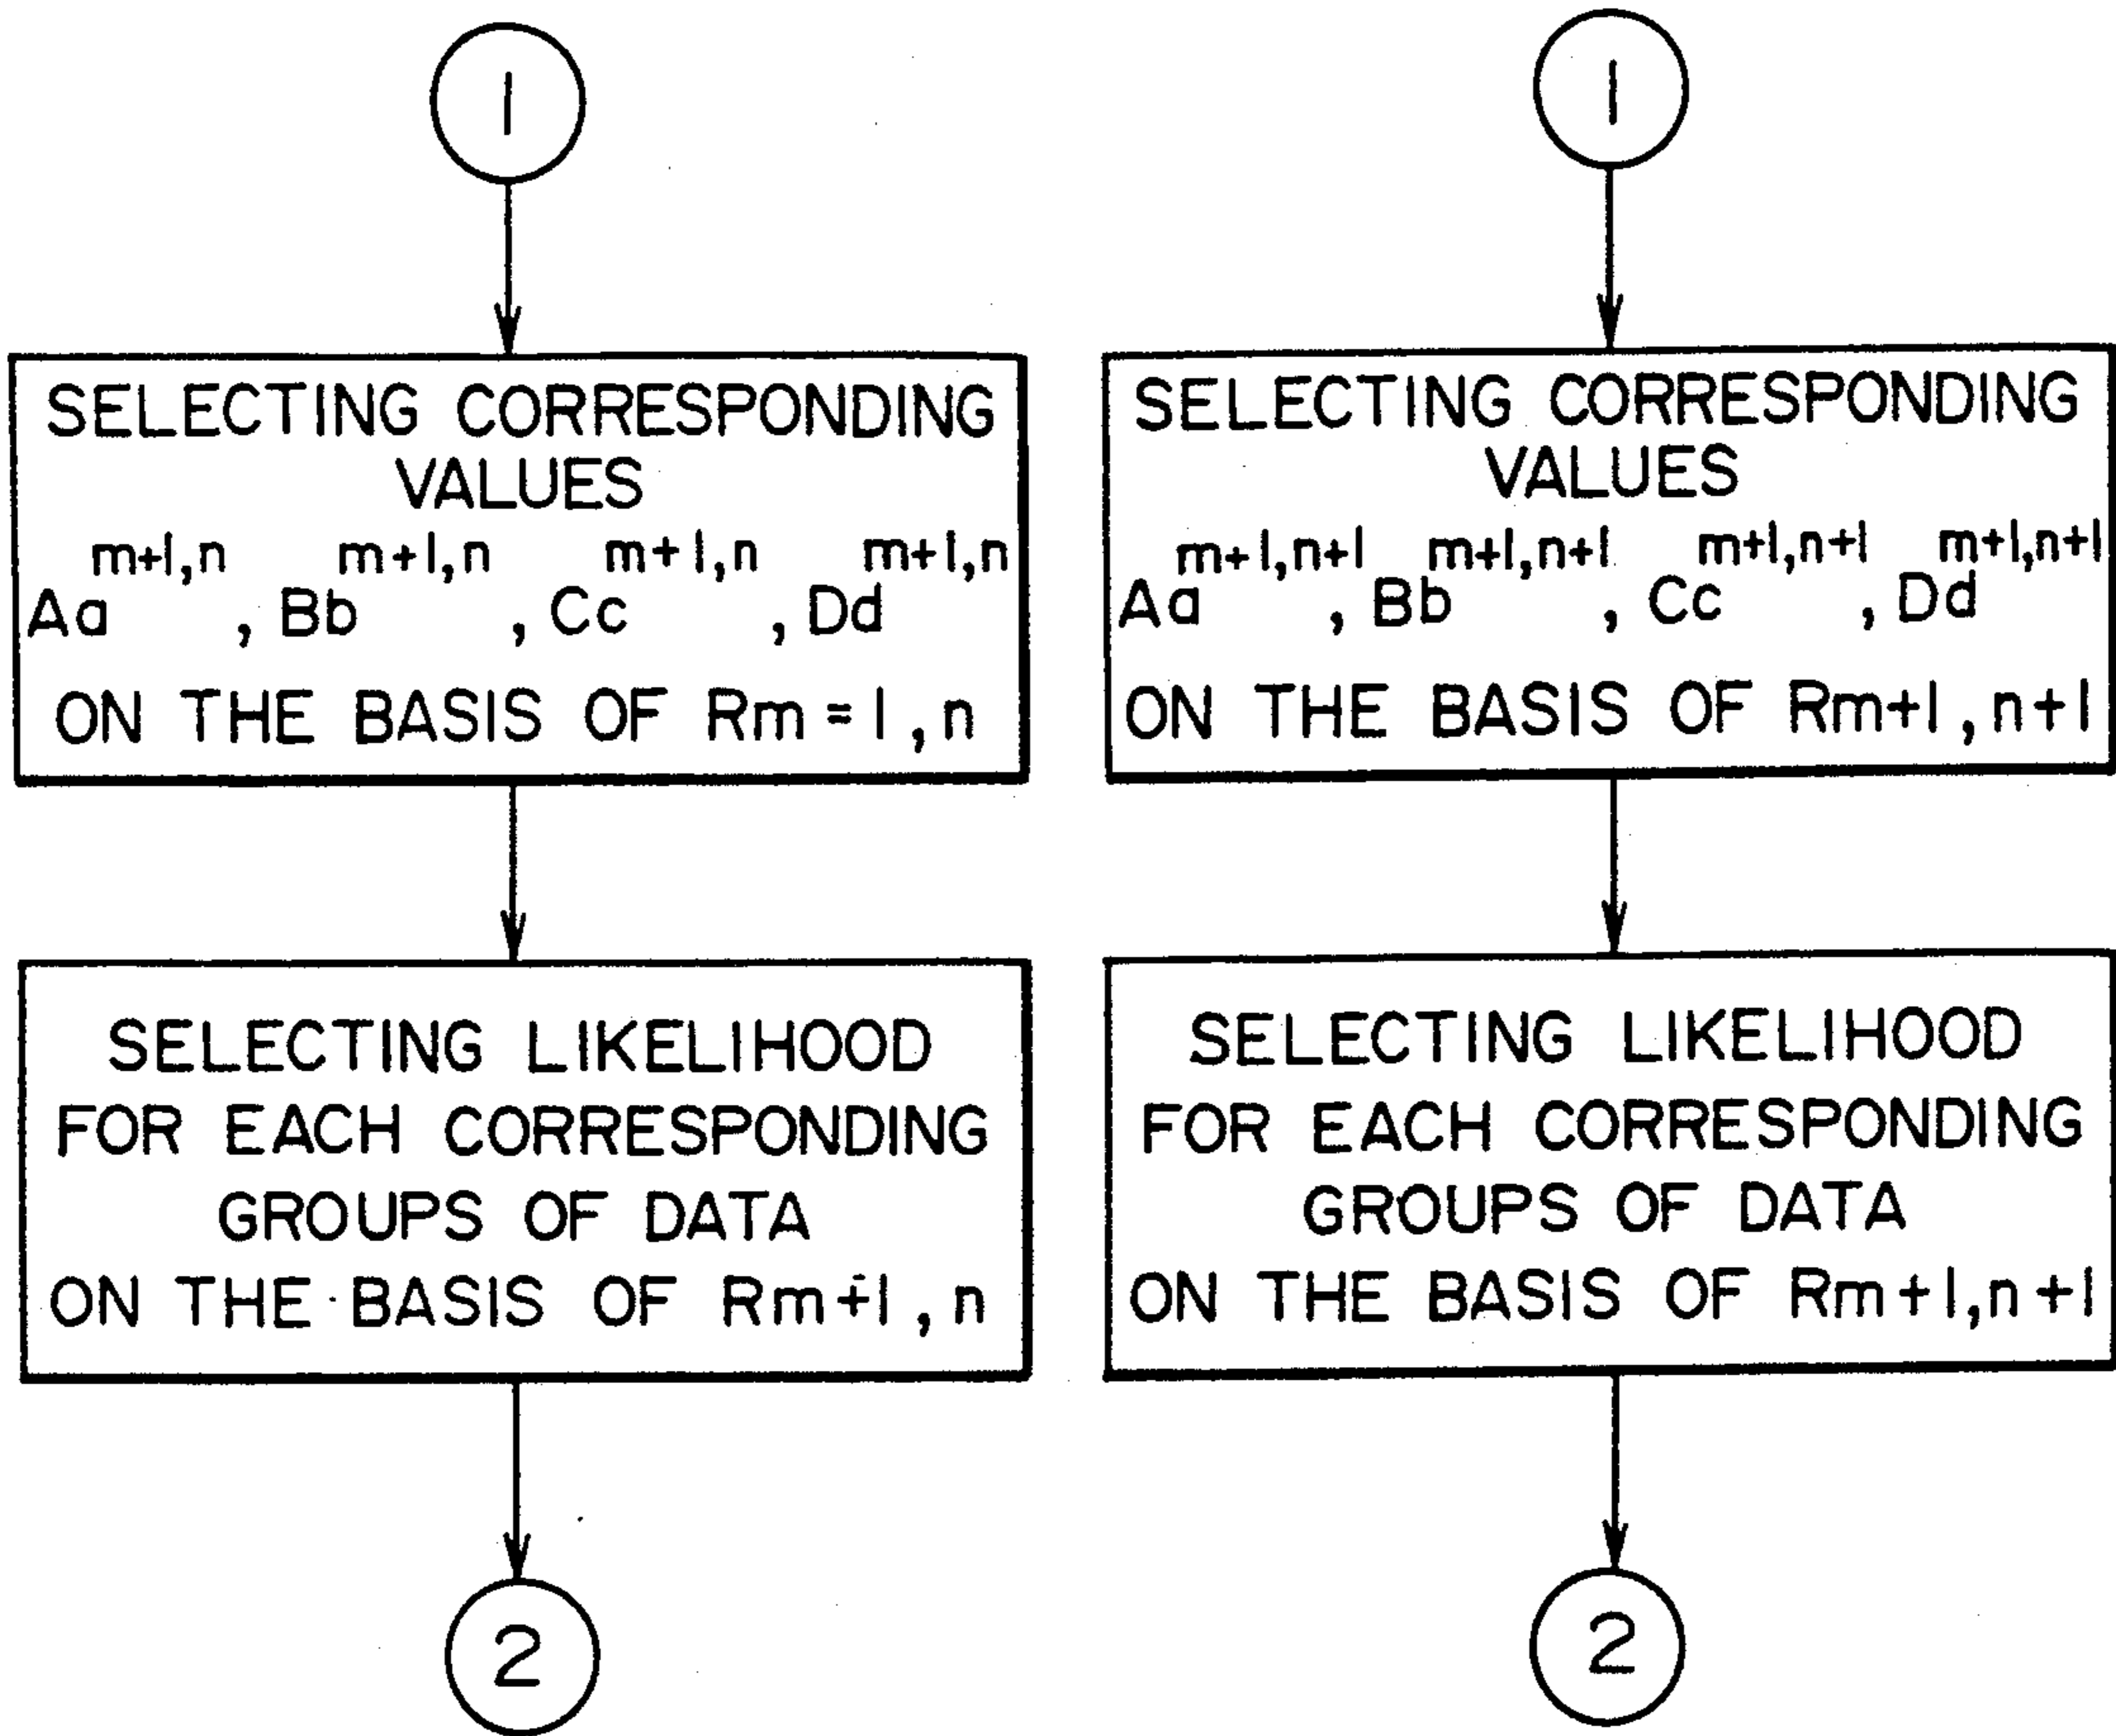 1
SELECTING CORRESPONDING
VALUES
Aa^m+1,n, Bb^m+1,n, Cc^m+1,n, Dd^m+1,n
ON THE BASIS OF Rm=1,n
SELECTING LIKELIHOOD
FOR EACH CORRESPONDING
GROUPS OF DATA
ON THE BASIS OF Rm+1,n
2
1
SELECTING CORRESPONDING
VALUES
Aa^m+1,n+1, Bb^m+1,n+1, Cc^m+1,n+1, Dd^m+1,n+1
ON THE BASIS OF Rm+1,n+1
SELECTING LIKELIHOOD
FOR EACH CORRESPONDING
GROUPS OF DATA
ON THE BASIS OF Rm+1,n+1
2